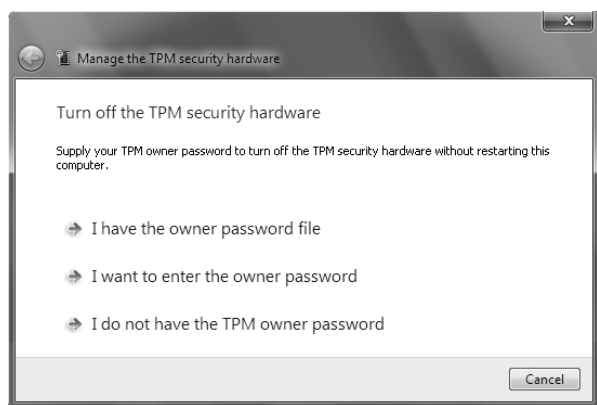 Manage the TPM security hardware
Turn off the TPM security hardware
Supply your TPM owner password to turn off the TPM security hardware without restarting this
computer.
I have the owner password file
I want to enter the owner password
I do not have the TPM owner password
Cancel